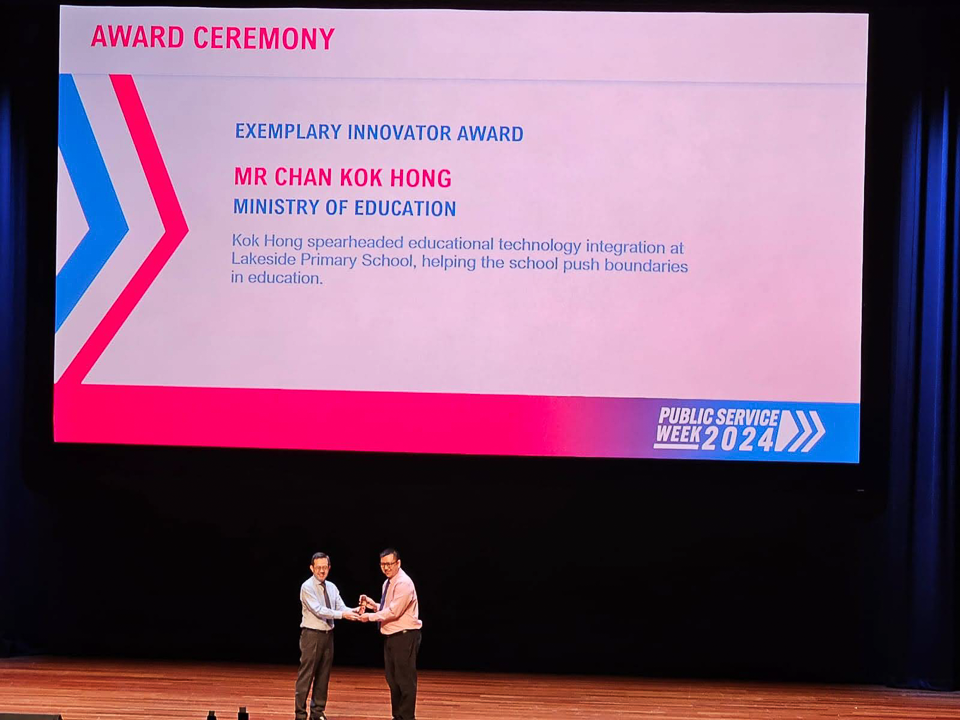 AWARD CEREMONY
EXEMPLARY INNOVATOR AWARD
MR CHAN KOK HONG
MINISTRY OF EDUCATION
Kok Hong spearheaded educational technology integration at
Lakeside Primary School, helping the school push boundaries
in education.
PUBLIC SERVICE
WEEK 2024